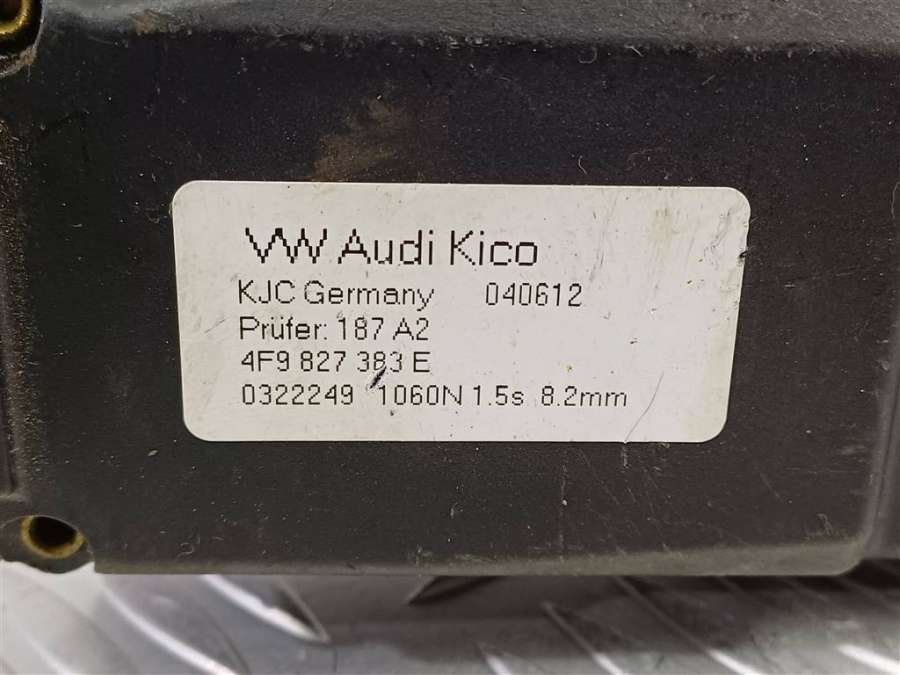 VW Audi Kico
KJC Germany 040612
Prüfer: 187 A2
4F9 827 383 E
0322249 1060N 1.5s 8.2mm